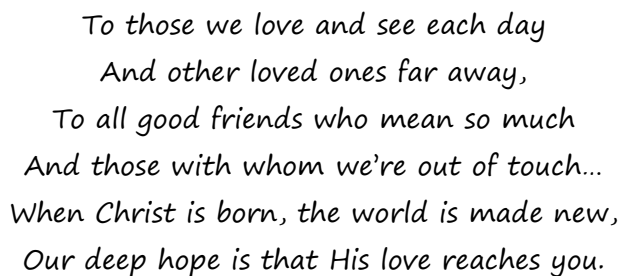 To those we love and see each day
And other loved ones far away,
To all good friends who mean so much
And those with whom we're out of touch...
When Christ is born, the world is made new,
Our deep hope is that His love reaches you.